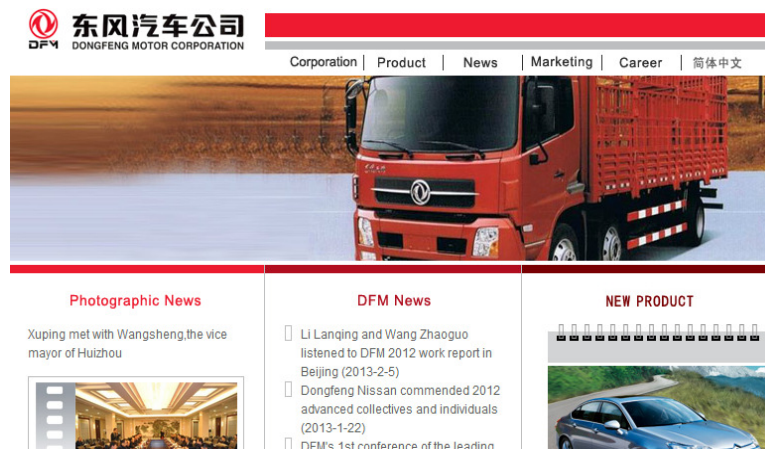 东风汽车公司
DFM DONGFENG MOTOR CORPORATION
Corporation Product News Marketing Career 简体中文
Photographic News
Xuping met with Wangsheng,the vice
mayor of Huizhou
DFM News
Li Lanqing and Wang Zhaoguo
listened to DFM 2012 work report in
Beijing (2013-2-5)
Dongfeng Nissan commended 2012
advanced collectives and individuals
(2013-1-22)
DFM's 1st conference of the leading
NEW PRODUCT